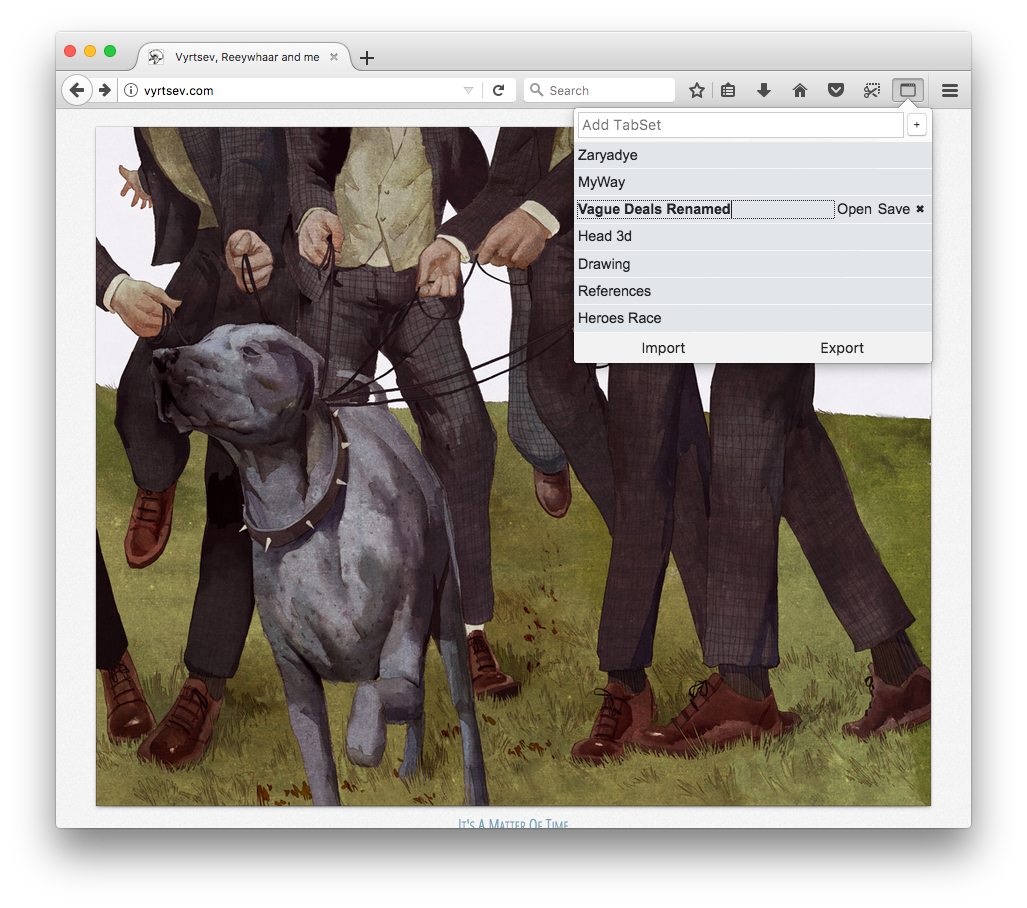 Vyrtsev, Reeywhaar and me
vyrtsev.com
Search
Add TabSet
+
Zaryadye
MyWay
Vague Deals Renamed Open Save ✖
Head 3d
Drawing
References
Heroes Race
Import Export
It's A Matter Of Time